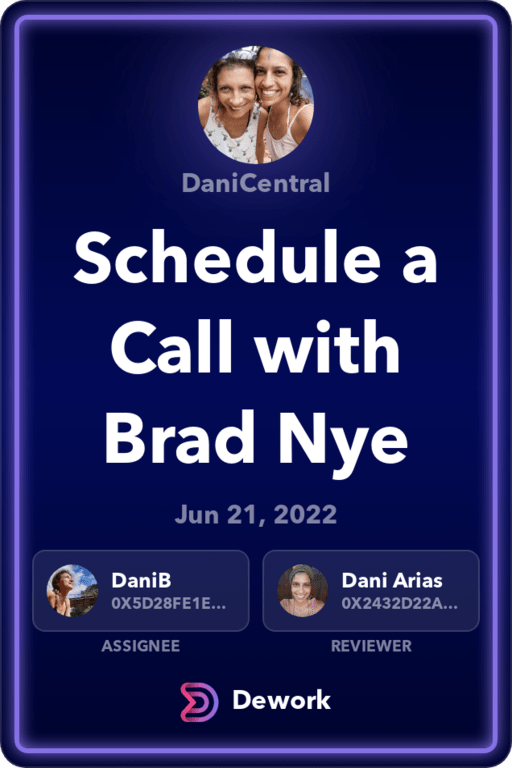 DaniCentral
Schedule a
Call with
Brad Nye
Jun 21, 2022
DaniB
0X5D28FE1E...
ASSIGNEE
Dani Arias
0X2432D22A...
REVIEWER
Dework